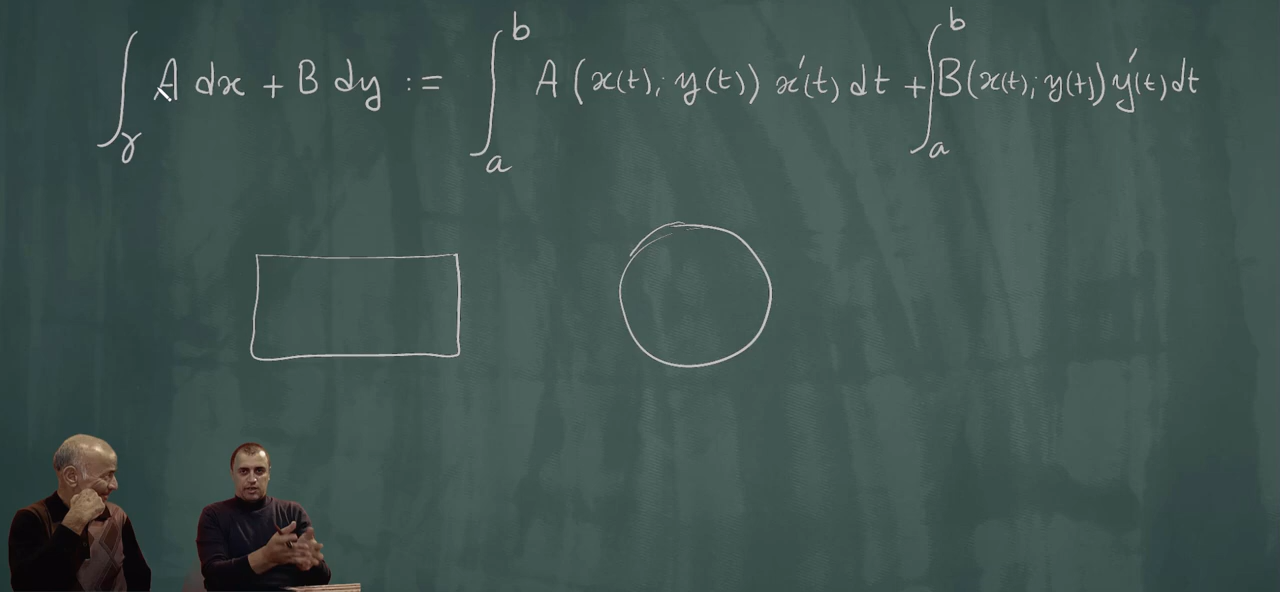 ∫_γ A dx + B dy := ∫_a^b A (x(t); y(t)) x'(t) dt + ∫_a^b B(x(t); y(t)) y'(t) dt